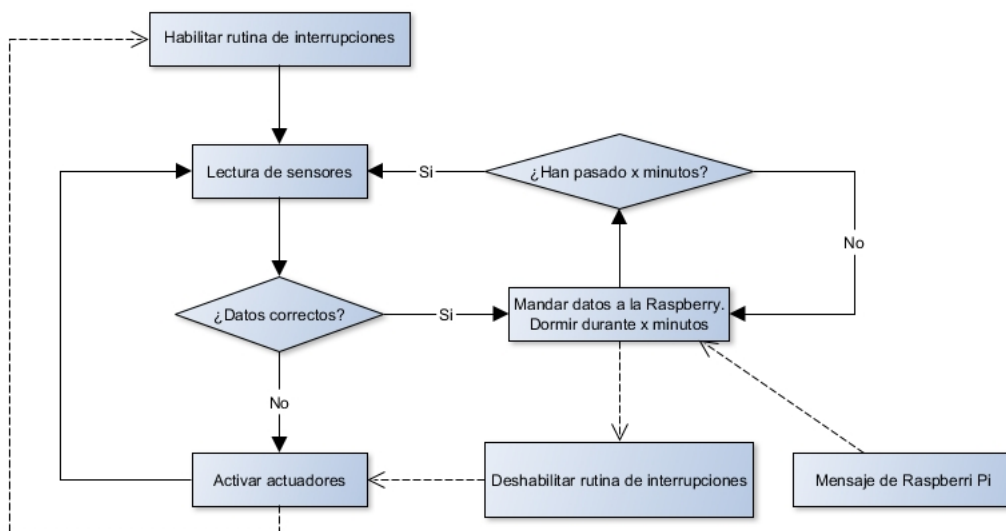 Habilitar rutina de interrupciones
Lectura de sensores
Si
¿Han pasado x minutos?
No
¿Datos correctos?
Si
Mandar datos a la Raspberry.
Dormir durante x minutos
No
Activar actuadores
Deshabilitar rutina de interrupciones
Mensaje de Raspberri Pi